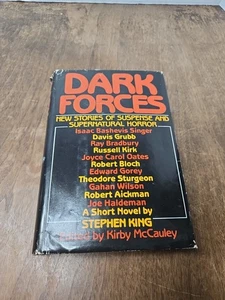 DARK
FORCES
NEW STORIES OF SUSPENSE AND
SUPERNATURAL HORROR
Isaac Bashevis Singer
Davis Grubb
Ray Bradbury
Russell Kirk
Joyce Carol Oates
Robert Bloch
Edward Gorey
Theodore Sturgeon
Gahan Wilson
Robert Aickman
Joe Haldeman
A Short Novel by
STEPHEN KING
Edited by Kirby McCauley